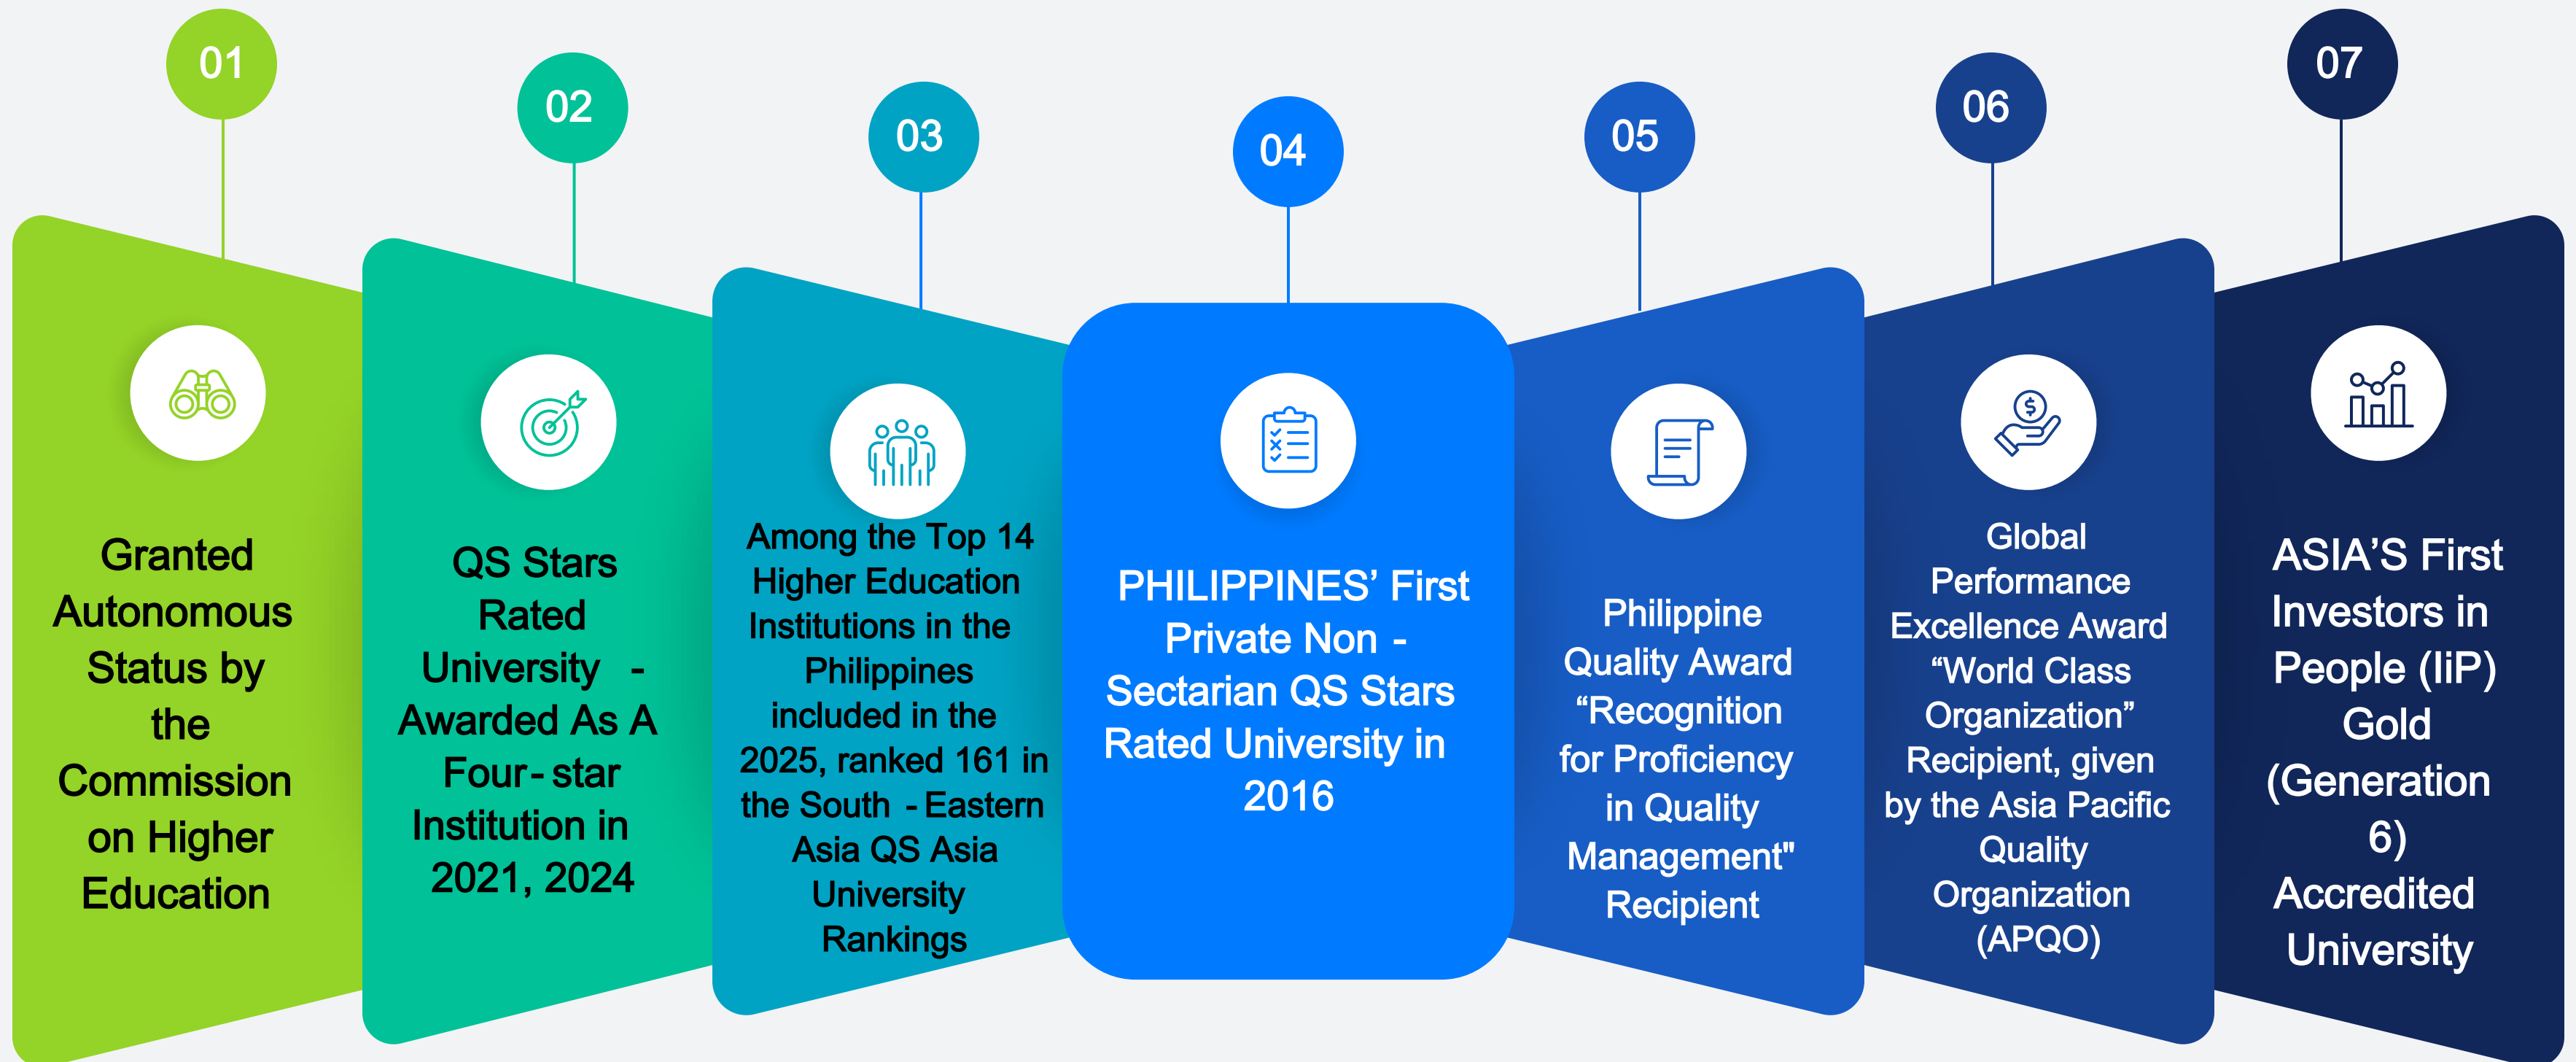 01
Granted
Autonomous
Status by
the
Commission
on Higher
Education
02
QS Stars
Rated
University -
Awarded As A
Four-star
Institution in
2021, 2024
03
Among the Top 14
Higher Education
Institutions in the
Philippines
included in the
2025, ranked 161 in
the South - Eastern
Asia QS Asia
University
Rankings
04
PHILIPPINES’ First
Private Non -
Sectarian QS Stars
Rated University in
2016
05
Philippine
Quality Award
“Recognition
for Proficiency
in Quality
Management"
Recipient
06
Global
Performance
Excellence Award
“World Class
Organization”
Recipient, given
by the Asia Pacific
Quality
Organization
(APQO)
07
ASIA’S First
Investors in
People (IiP)
Gold
(Generation
6)
Accredited
University